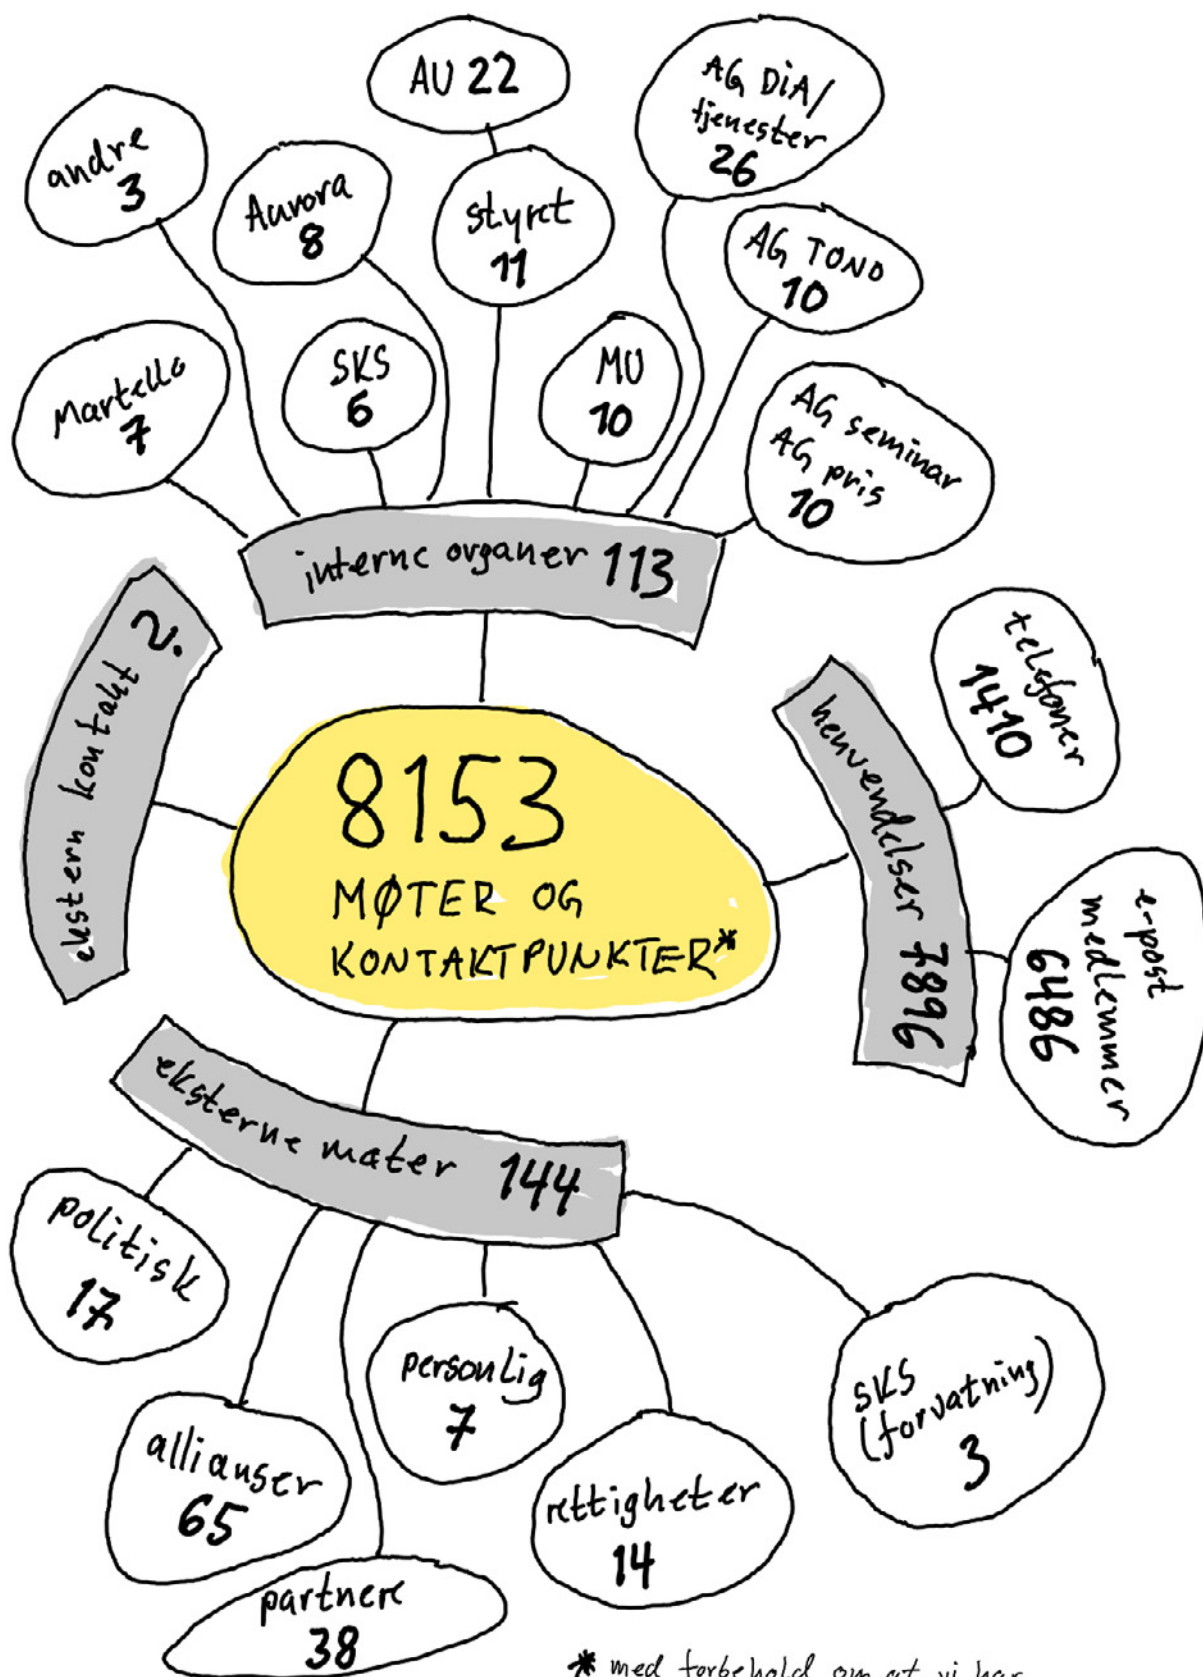 AU 22
AG DiA/
tjenester
26
andre
3
Aurora
8
styret
11
AG TONO
10
Martello
7
SKS
6
MU
10
AG seminar
AG pris
10
interne organer 113
ekstern kontakt 2.
telefoner
1410
henvendelser 7896
e-post
medlemmer
6486
8153
MØTER OG
KONTAKTPUNKTER*
eksterne møter 144
politisk
17
allianser
65
partnere
38
personlig
7
rettigheter
14
SKS
(forvatning)
3
* med forbehold om at vi har